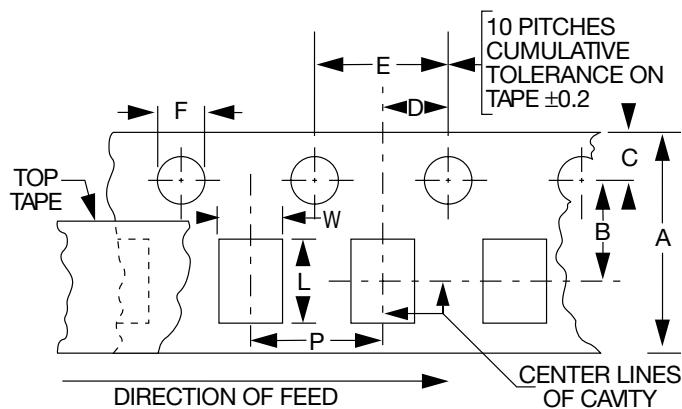 10 PITCHES
CUMULATIVE
TOLERANCE ON
TAPE ±0.2
E
F
D
C
TOP
TAPE
W
B
A
L
P
CENTER LINES
OF CAVITY
DIRECTION OF FEED